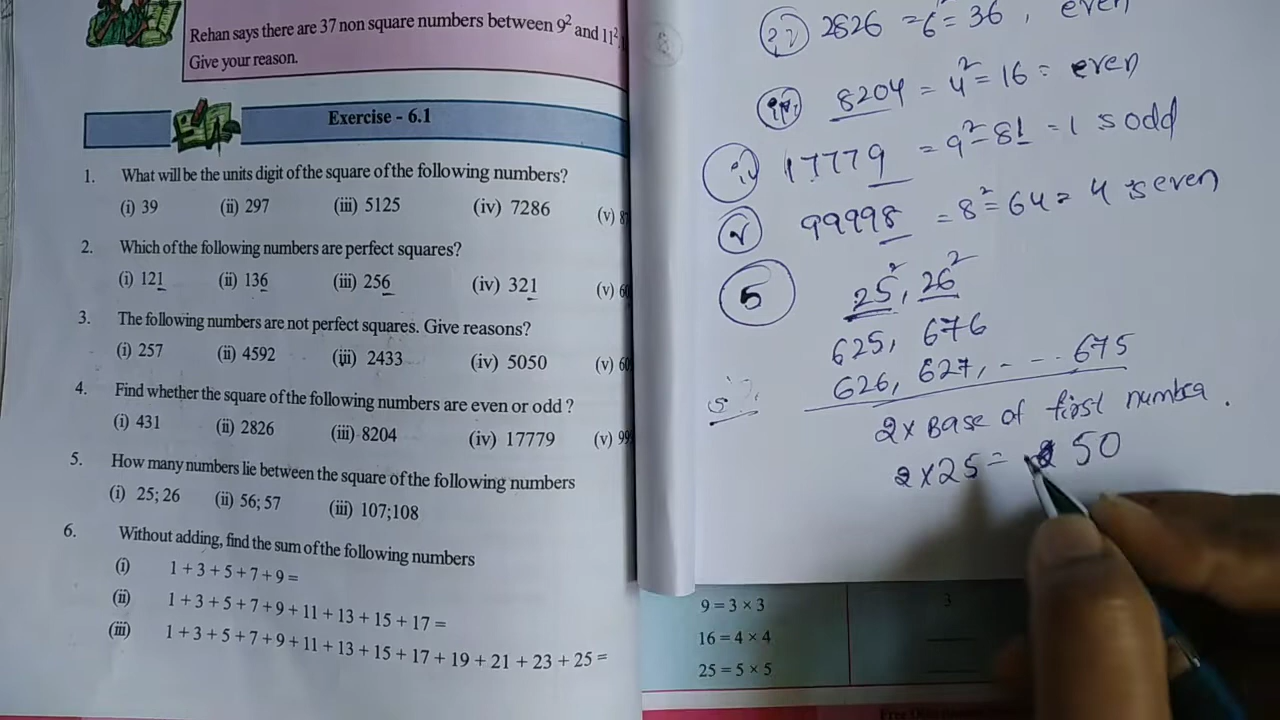 Rehan says there are 37 non square numbers between 9² and 11².
Give your reason.
Exercise - 6.1
1. What will be the units digit of the square of the following numbers?
(i) 39 (ii) 297 (iii) 5125 (iv) 7286 (v)
2. Which of the following numbers are perfect squares?
(i) 121 (ii) 136 (iii) 256 (iv) 321 (v)
3. The following numbers are not perfect squares. Give reasons?
(i) 257 (ii) 4592 (iii) 2433 (iv) 5050 (v)
4. Find whether the square of the following numbers are even or odd ?
(i) 431 (ii) 2826 (iii) 8204 (iv) 17779 (v)
5. How many numbers lie between the square of the following numbers
(i) 25; 26 (ii) 56; 57 (iii) 107;108
6. Without adding, find the sum of the following numbers
(i) 1 + 3 + 5 + 7 + 9 =
(ii) 1 + 3 + 5 + 7 + 9 + 11 + 13 + 15 + 17 =
(iii) 1 + 3 + 5 + 7 + 9 + 11 + 13 + 15 + 17 + 19 + 21 + 23 + 25 =
2826 = 6² = 36, even
8204 = 4² = 16 = even
iv 17779 = 9² = 81 = 1 is odd
v 99998 = 8² = 64 = 4 is even
5 25², 26²
625, 676
626, 627, - - . 675
2 x Base of first number.
2 x 25 = 50
9 = 3 × 3 3
16 = 4 × 4
25 = 5 × 5